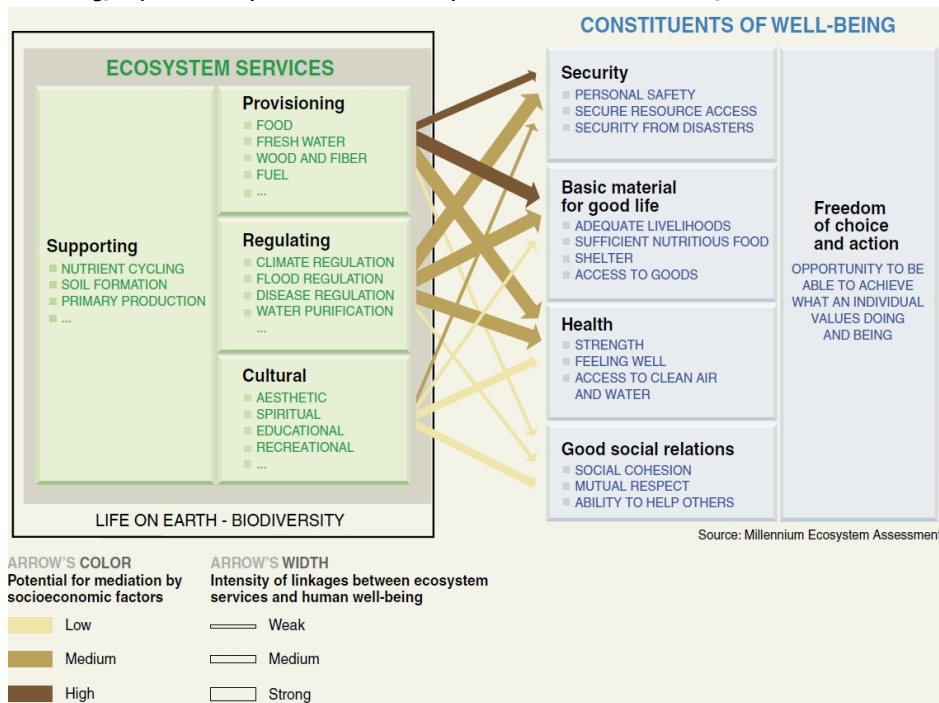 CONSTITUENTS OF WELL-BEING
ECOSYSTEM SERVICES
Supporting
NUTRIENT CYCLING
SOIL FORMATION
PRIMARY PRODUCTION
...
Provisioning
FOOD
FRESH WATER
WOOD AND FIBER
FUEL
...
Regulating
CLIMATE REGULATION
FLOOD REGULATION
DISEASE REGULATION
WATER PURIFICATION
...
Cultural
AESTHETIC
SPIRITUAL
EDUCATIONAL
RECREATIONAL
...
LIFE ON EARTH - BIODIVERSITY
Security
PERSONAL SAFETY
SECURE RESOURCE ACCESS
SECURITY FROM DISASTERS
Basic material
for good life
ADEQUATE LIVELIHOODS
SUFFICIENT NUTRITIOUS FOOD
SHELTER
ACCESS TO GOODS
Health
STRENGTH
FEELING WELL
ACCESS TO CLEAN AIR
AND WATER
Good social relations
SOCIAL COHESION
MUTUAL RESPECT
ABILITY TO HELP OTHERS
Freedom
of choice
and action
OPPORTUNITY TO BE
ABLE TO ACHIEVE
WHAT AN INDIVIDUAL
VALUES DOING
AND BEING
Source: Millennium Ecosystem Assessment
ARROW'S COLOR
Potential for mediation by
socioeconomic factors
Low
Medium
High
ARROW'S WIDTH
Intensity of linkages between ecosystem
services and human well-being
Weak
Medium
Strong